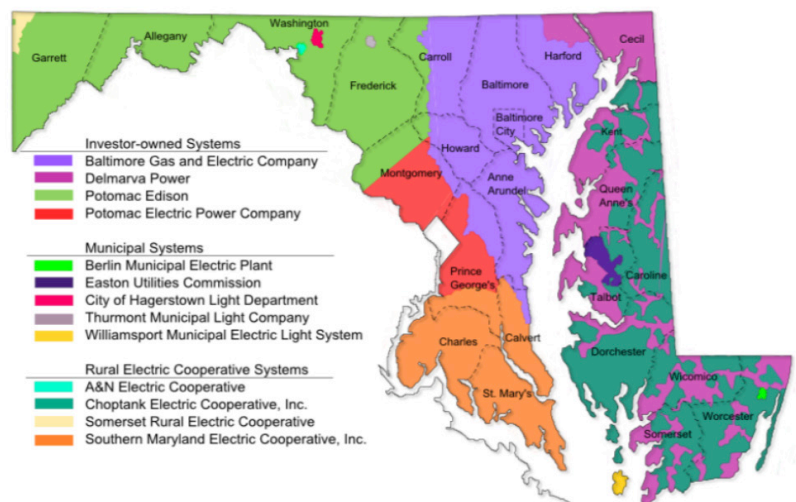 Washington
Allegany
Garrett
Carroll
Cecil
Harford
Frederick
Baltimore
Baltimore
City
Kent
Howard
Montgomery
Anne
Arundel
Queen
Anne's
Prince
George's
Caroline
Talbot
Calvert
Charles
Dorchester
St. Mary's
Wicomico
Worcester
Somerset
Investor-owned Systems
Baltimore Gas and Electric Company
Delmarva Power
Potomac Edison
Potomac Electric Power Company
Municipal Systems
Berlin Municipal Electric Plant
Easton Utilities Commission
City of Hagerstown Light Department
Thurmont Municipal Light Company
Williamsport Municipal Electric Light System
Rural Electric Cooperative Systems
A&N Electric Cooperative
Choptank Electric Cooperative, Inc.
Somerset Rural Electric Cooperative
Southern Maryland Electric Cooperative, Inc.